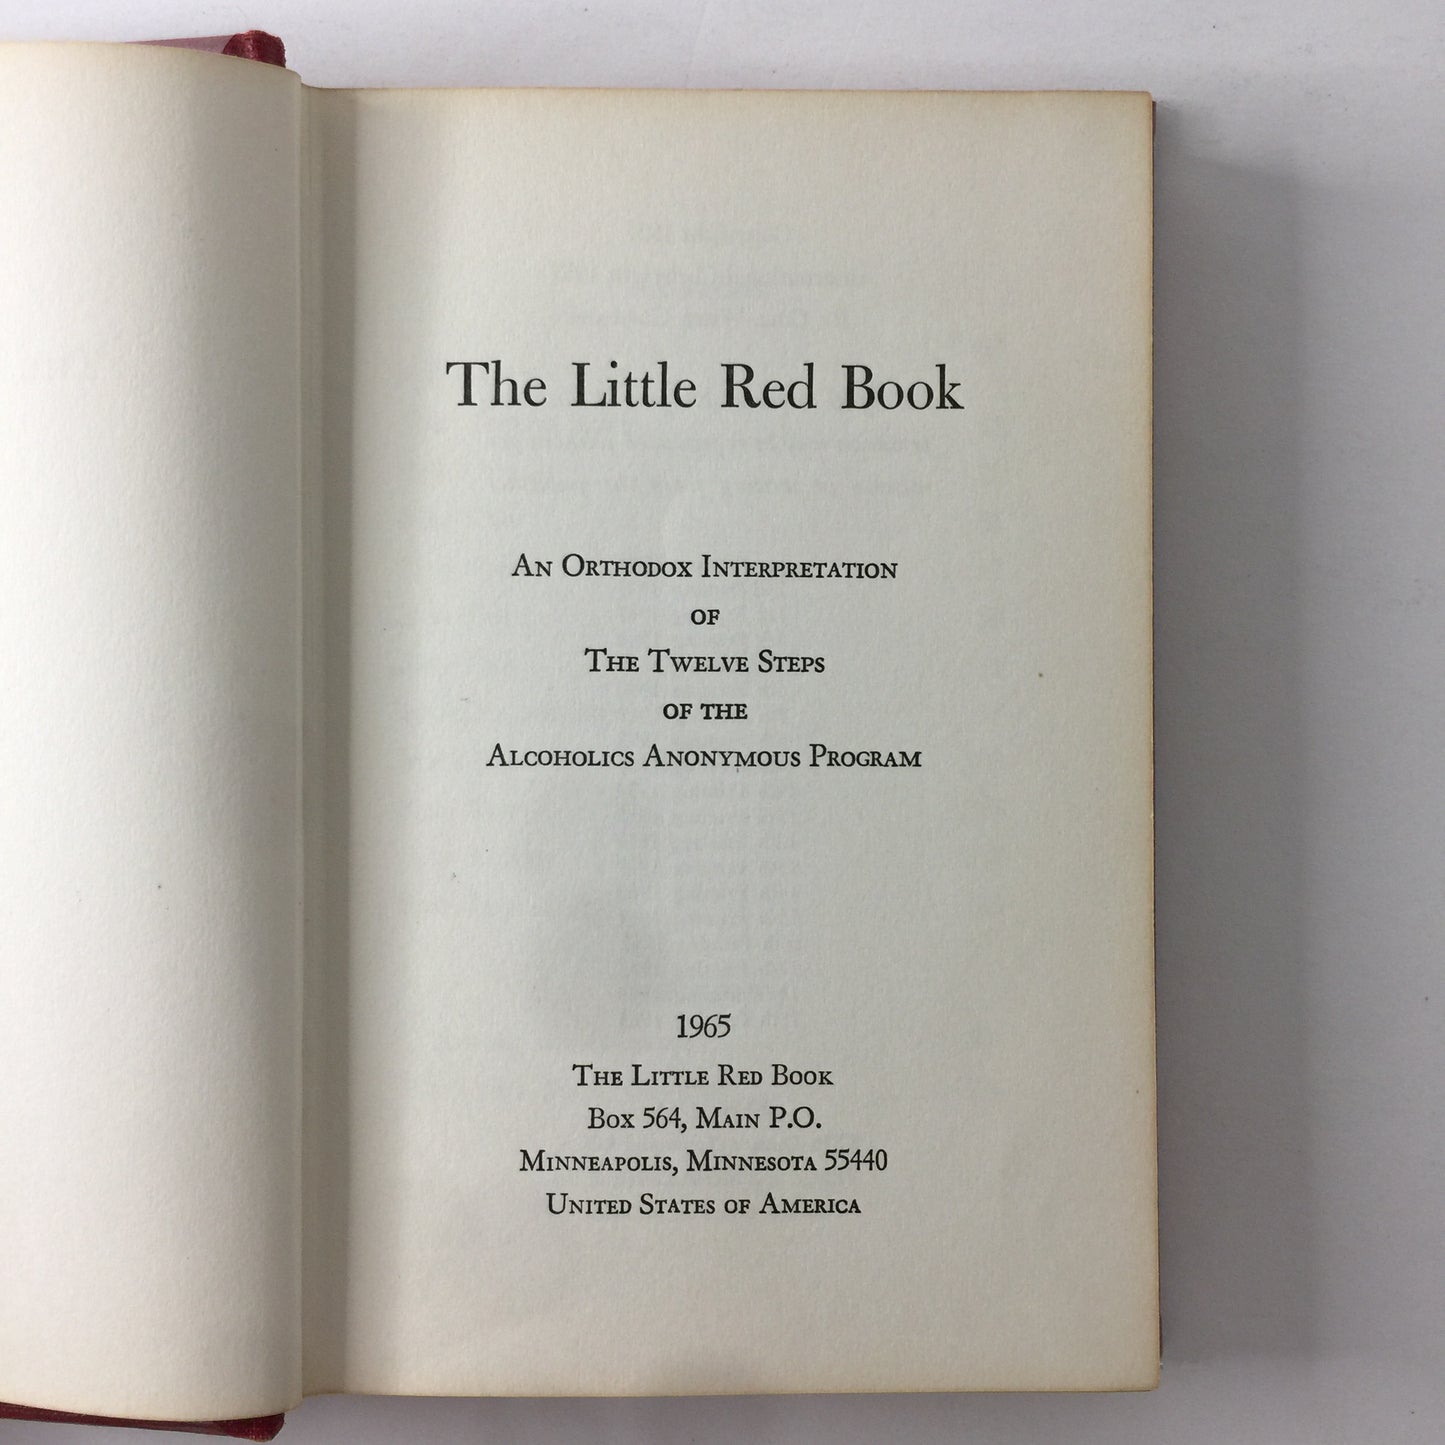 The Little Red Book
An Orthodox Interpretation
of
The Twelve Steps
of the
Alcoholics Anonymous Program
1965
The Little Red Book
Box 564, Main P.O.
Minneapolis, Minnesota 55440
United States of America